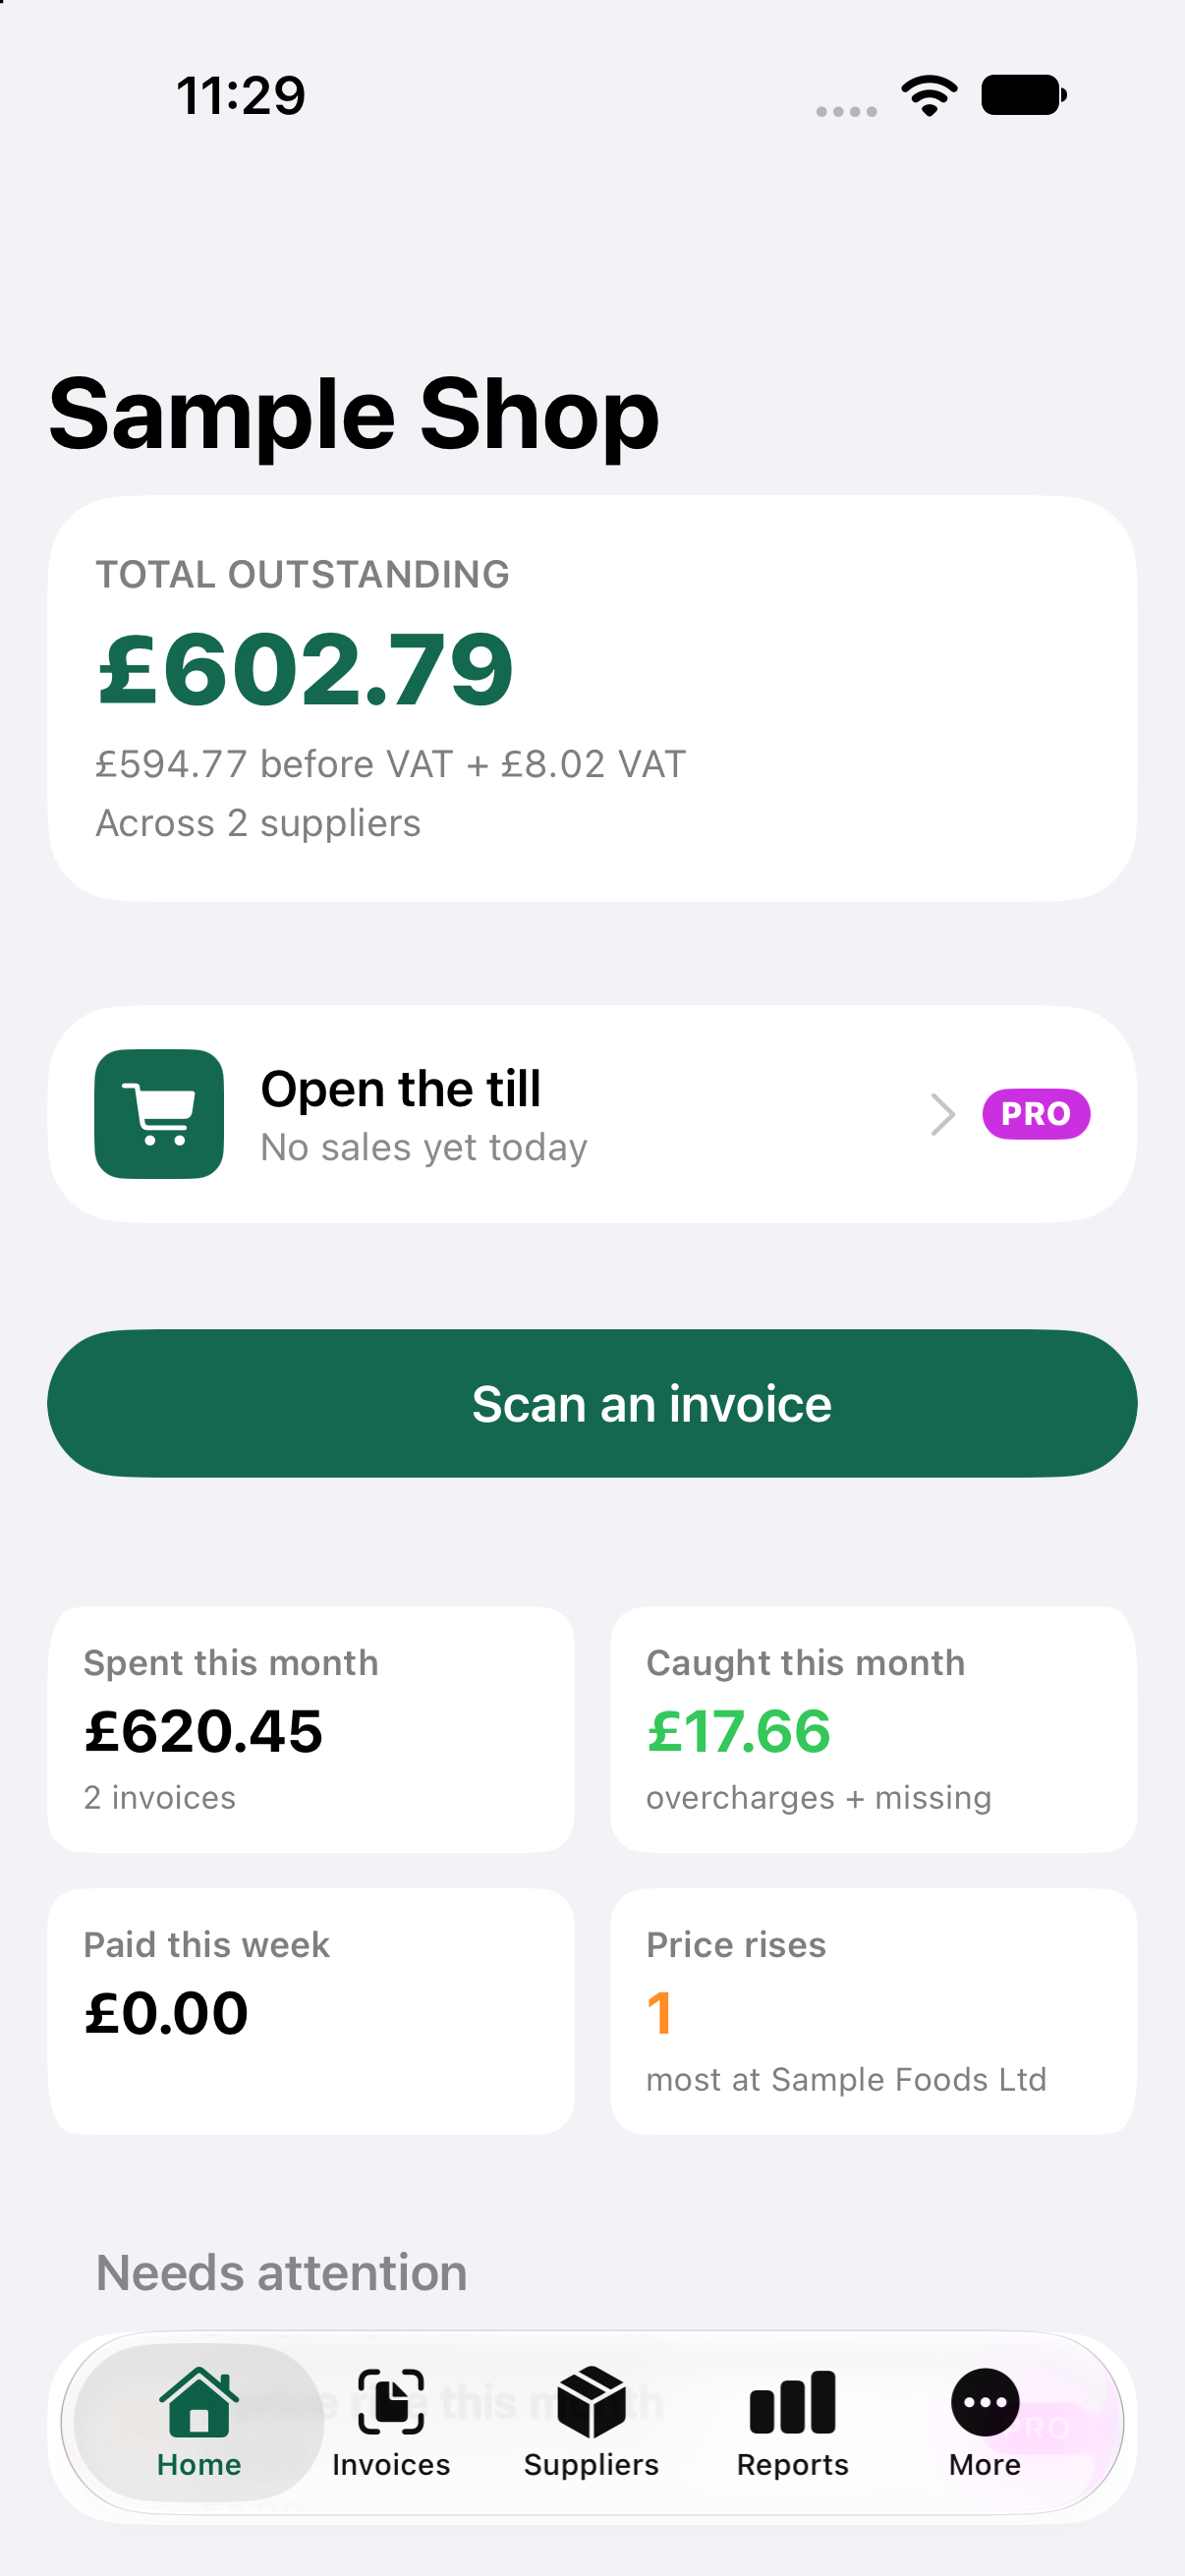 11:29
Sample Shop
TOTAL OUTSTANDING
£602.79
£594.77 before VAT + £8.02 VAT
Across 2 suppliers
Open the till
No sales yet today
PRO
Scan an invoice
Spent this month
£620.45
2 invoices
Caught this month
£17.66
overcharges + missing
Paid this week
£0.00
Price rises
1
most at Sample Foods Ltd
Needs attention
this month
PRO
Home
Invoices
Suppliers
Reports
More